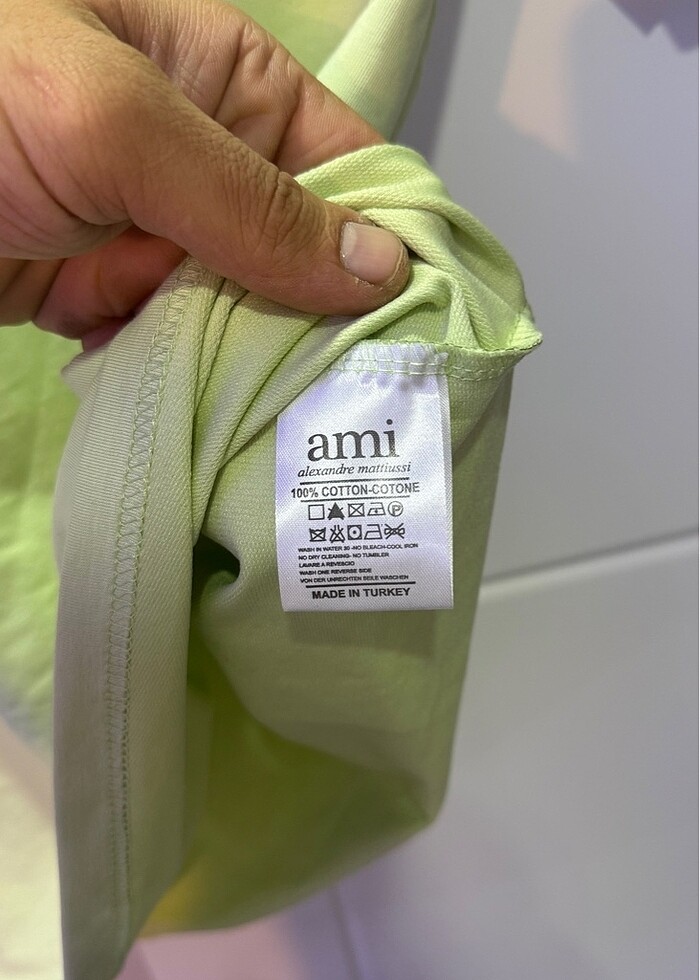 ami
alexandre mattiussi
100% COTTON-COTONE
P
WASH IN WATER 30 -NO BLEACH-COOL IRON
NO DRY CLEANING- NO TUMBLER
LAVARE A REVESCIO
WASH ONE REVERSE SIDE
VON DER UNRECHTEN BEILE WASCHEN
MADE IN TURKEY